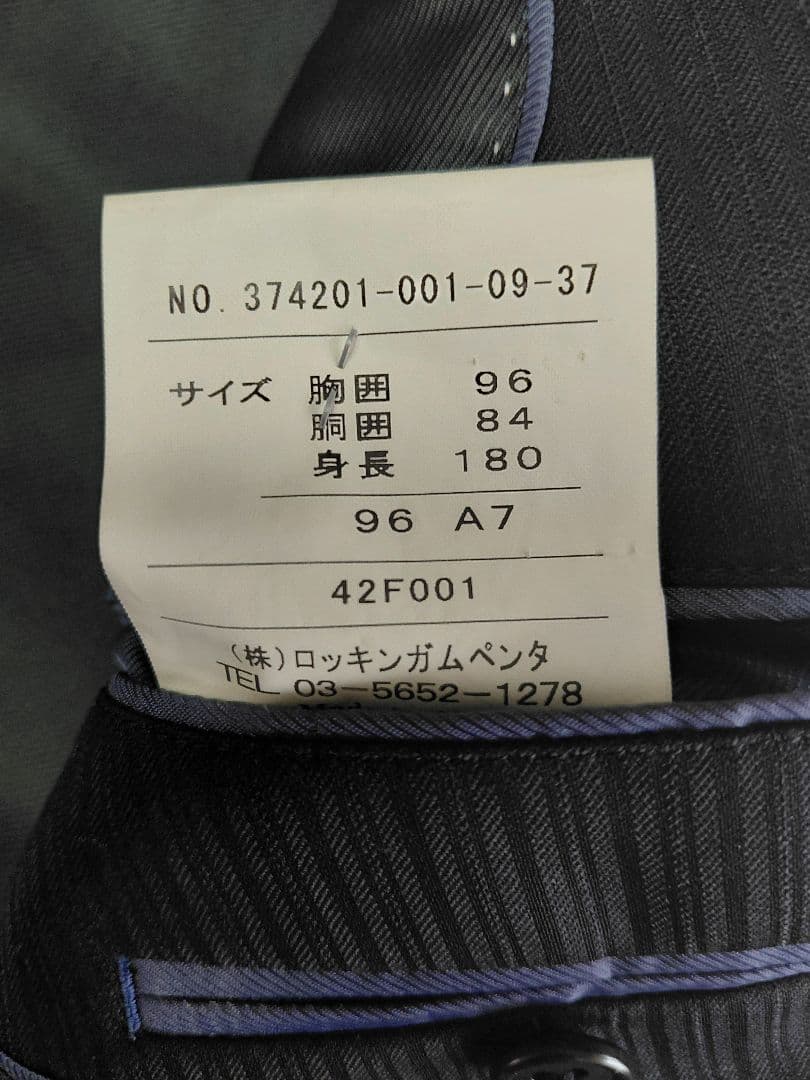 NO. 374201-001-09-37
サイズ 胸囲 96
胴囲 84
身長 180
96 A7
42F001
(株)ロッキンガムペンタ
TEL 03-5652-1278